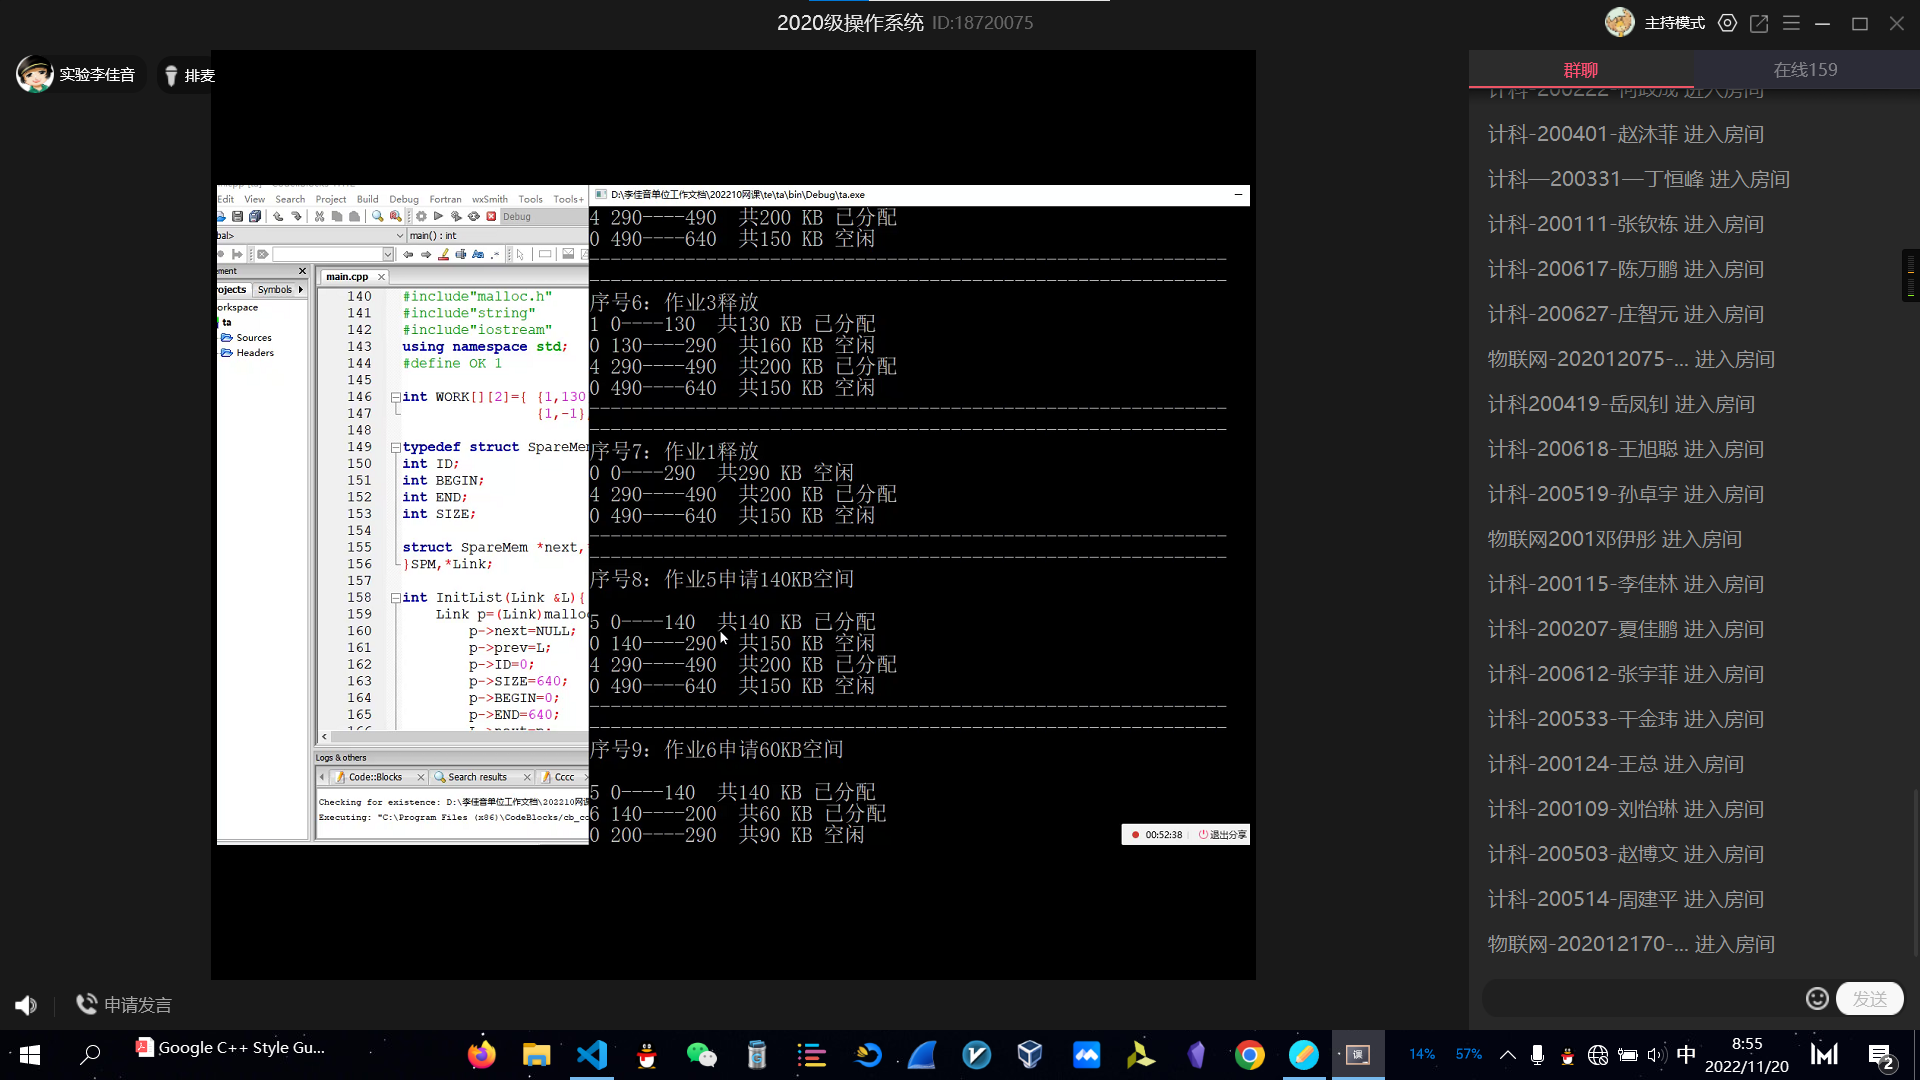 2020级操作系统 ID:18720075
主持模式
实验李佳音
排麦
群聊
在线159
计科-200222-何政成 进入房间
计科-200401-赵沐菲 进入房间
计科—200331—丁恒峰 进入房间
计科-200111-张钦栋 进入房间
计科-200617-陈万鹏 进入房间
计科-200627-庄智元 进入房间
物联网-202012075-... 进入房间
计科200419-岳凤钊 进入房间
计科-200618-王旭聪 进入房间
计科-200519-孙卓宇 进入房间
物联网2001邓伊彤 进入房间
计科-200115-李佳林 进入房间
计科-200207-夏佳鹏 进入房间
计科-200612-张宇菲 进入房间
计科-200533-干金玮 进入房间
计科-200124-王总 进入房间
计科-200109-刘怡琳 进入房间
计科-200503-赵博文 进入房间
计科-200514-周建平 进入房间
物联网-202012170-... 进入房间
发送
Edit View Search Project Build Debug Fortran wxSmith Tools Tools+
Debug
bal>
main() : int
ement
rojects Symbols
orkspace
ta
Sources
Headers
main.cpp
140 #include"malloc.h"
141 #include"string"
142 #include"iostream"
143 using namespace std;
144 #define OK 1
145
146 int WORK[][2]={ {1,130
147 {1,-1}
148
149 typedef struct SpareMe
150 int ID;
151 int BEGIN;
152 int END;
153 int SIZE;
154
155 struct SpareMem *next,
156 }SPM,*Link;
157
158 int InitList(Link &L){
159 Link p=(Link)mallo
160 p->next=NULL;
161 p->prev=L;
162 p->ID=0;
163 p->SIZE=640;
164 p->BEGIN=0;
165 p->END=640;
Logs & others
Code::Blocks
Search results
Cccc
Checking for existence: D:\李佳音单位工作文档\202210网课
Executing: "C:\Program Files (x86)\CodeBlocks/cb_co
D:\李佳音单位工作文档\202210网课\te\ta\bin\Debug\ta.exe
4 290----490 共200 KB 已分配
0 490----640 共150 KB 空闲
序号6: 作业3释放
1 0----130 共130 KB 已分配
0 130----290 共160 KB 空闲
4 290----490 共200 KB 已分配
0 490----640 共150 KB 空闲
序号7: 作业1释放
0 0----290 共290 KB 空闲
4 290----490 共200 KB 已分配
0 490----640 共150 KB 空闲
序号8: 作业5申请140KB空间
5 0----140 共140 KB 已分配
0 140----290 共150 KB 空闲
4 290----490 共200 KB 已分配
0 490----640 共150 KB 空闲
序号9: 作业6申请60KB空间
5 0----140 共140 KB 已分配
6 140----200 共60 KB 已分配
0 200----290 共90 KB 空闲
00:52:38 退出分享
申请发言
Google C++ Style Gu...
课
14% 57%
中
8:55
2022/11/20
2